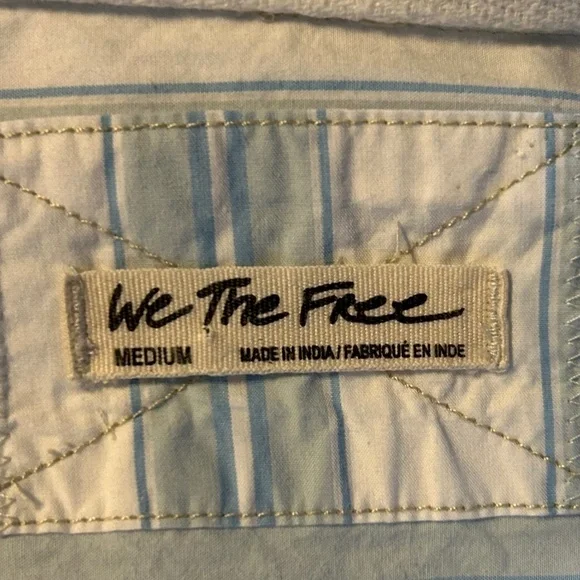 We The Free
MEDIUM MADE IN INDIA / FABRIQUÉ EN INDE